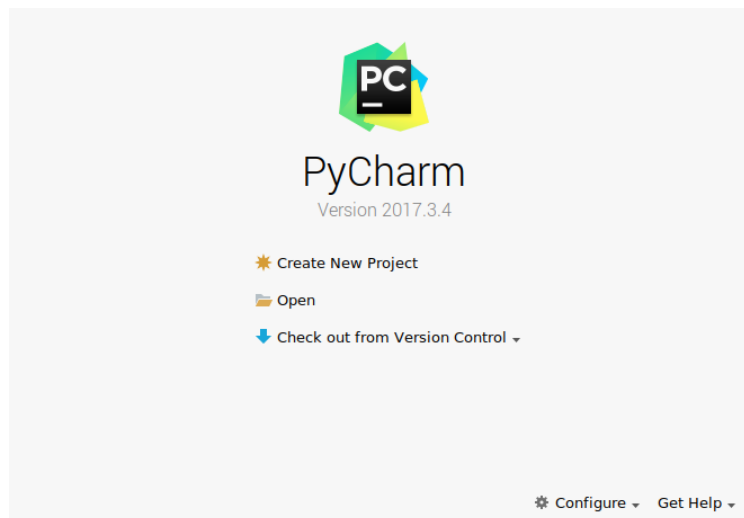 PC
PyCharm
Version 2017.3.4
Create New Project
Open
Check out from Version Control
Configure Get Help